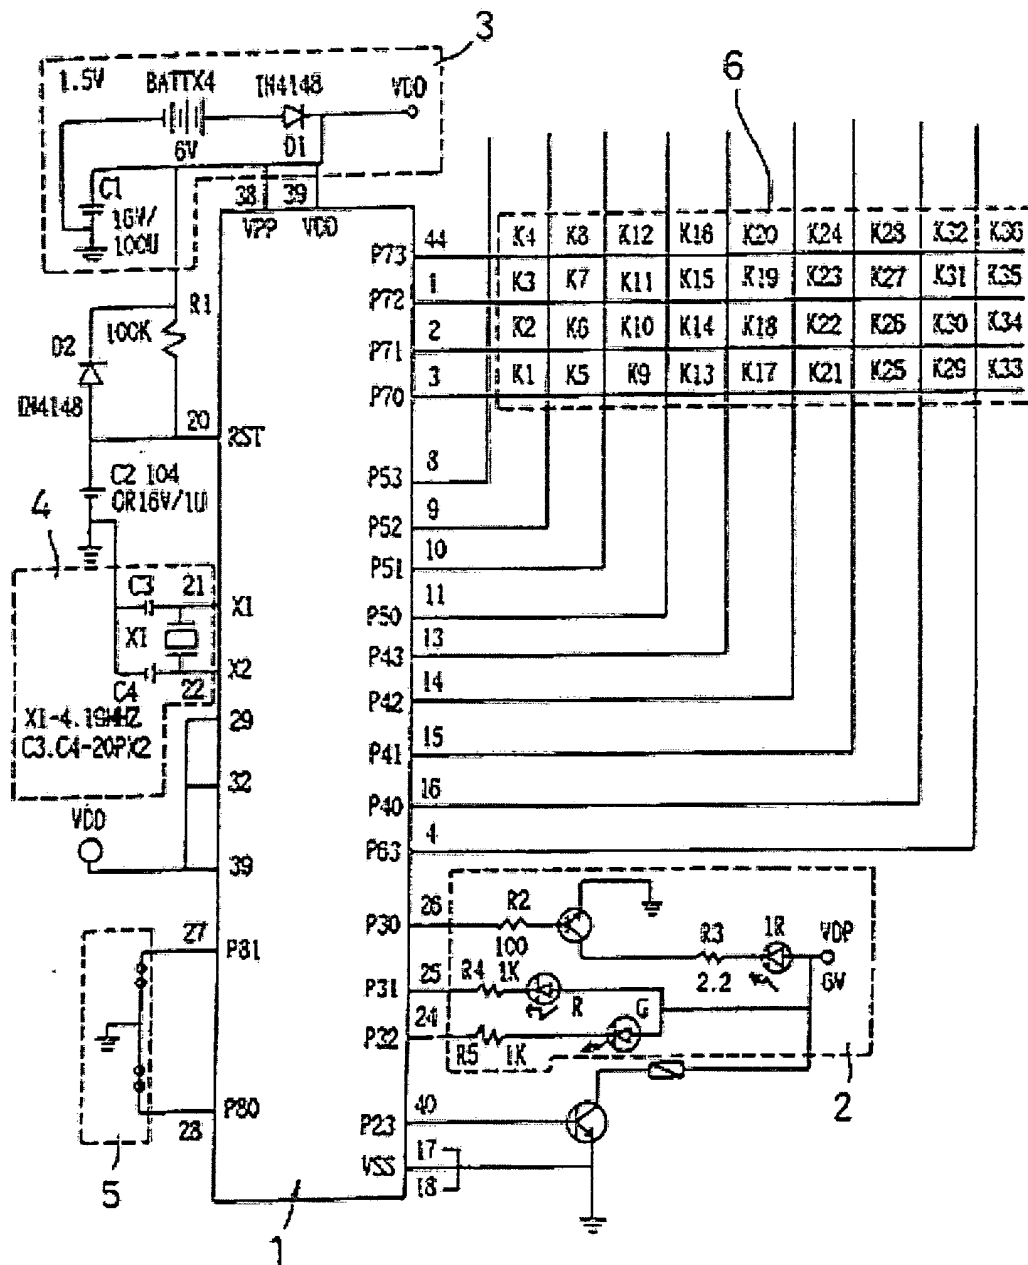 3
1.5V BATTX4 IN4148 VDD
6V D1
C1
16V/
100U
38 39
VPP VDD
6
P73 44 K4 K8 K12 K16 K20 K24 K28 K32 K36
P72 1 K3 K7 K11 K15 K19 K23 K27 K31 K35
P71 2 K2 K6 K10 K14 K18 K22 K26 K30 K34
P70 3 K1 K5 K9 K13 K17 K21 K25 K29 K33
R1
100K
D2
IN4148
20 RST
C2 104
OR16V/1U
4
P53 8
P52 9
P51 10
P50 11
P43 13
P42 14
P41 15
P40 16
P63 4
C3 21 X1
X1
C4 22 X2
X1-4.19MHZ
C3.C4-20PX2
29
32
VDD
39
27 P81
28 P80
5
P30 26 R2
100
R3 1R VDP
2.2 6V
P31 25 R4 1K R
P32 24 R5 1K G
2
P23 40
VSS 17
18
1